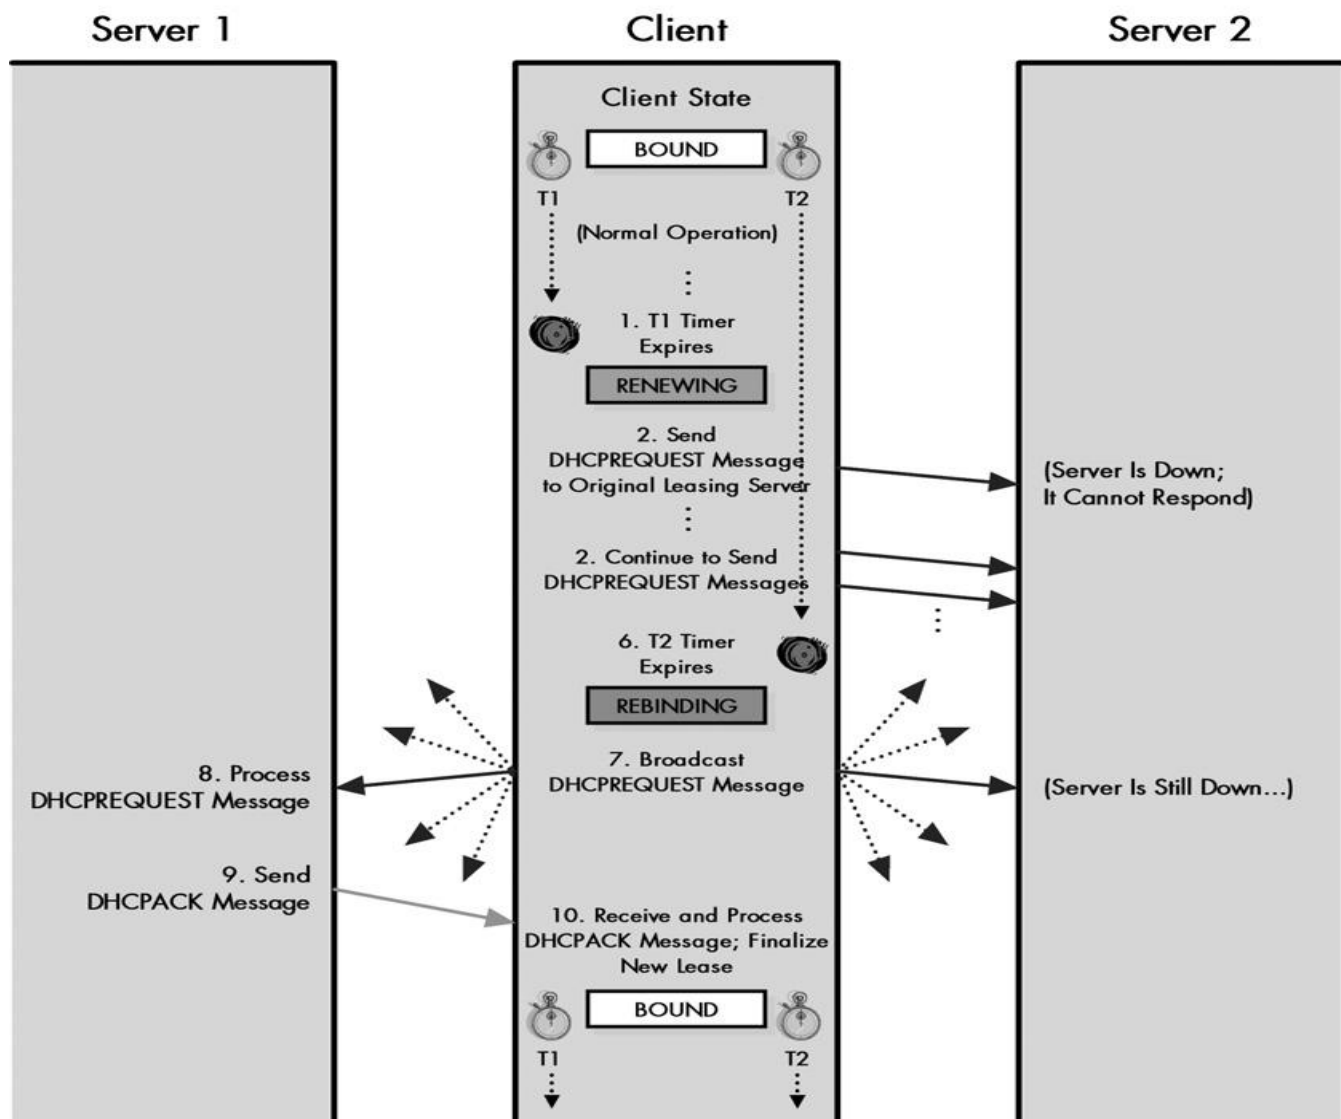 Server 1
Client
Server 2
Client State
BOUND
T1
T2
(Normal Operation)
1. T1 Timer
Expires
RENEWING
2. Send
DHCPREQUEST Message
to Original Leasing Server
(Server Is Down;
It Cannot Respond)
2. Continue to Send
DHCPREQUEST Messages
6. T2 Timer
Expires
REBINDING
7. Broadcast
DHCPREQUEST Message
8. Process
DHCPREQUEST Message
(Server Is Still Down...)
9. Send
DHCPACK Message
10. Receive and Process
DHCPACK Message; Finalize
New Lease
BOUND
T1
T2